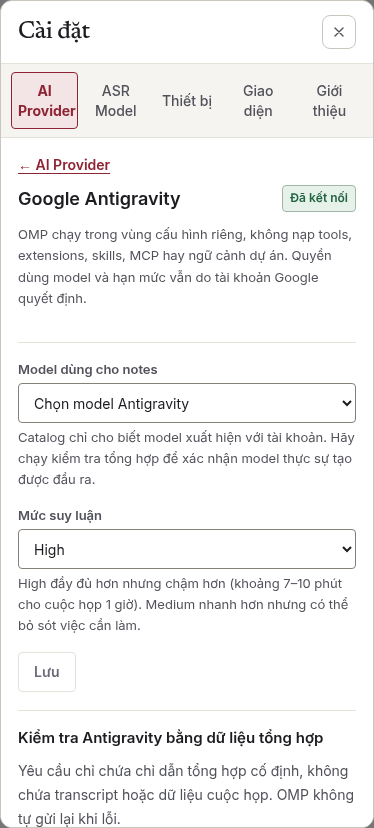 Cài đặt
×
AI Provider
ASR Model
Thiết bị
Giao diện
Giới thiệu
← AI Provider
Google Antigravity
Đã kết nối
OMP chạy trong vùng cấu hình riêng, không nạp tools,
extensions, skills, MCP hay ngữ cảnh dự án. Quyền
dùng model và hạn mức vẫn do tài khoản Google
quyết định.
Model dùng cho notes
Chọn model Antigravity
Catalog chỉ cho biết model xuất hiện với tài khoản. Hãy
chạy kiểm tra tổng hợp để xác nhận model thực sự tạo
được đầu ra.
Mức suy luận
High
High đầy đủ hơn nhưng chậm hơn (khoảng 7–10 phút
cho cuộc họp 1 giờ). Medium nhanh hơn nhưng có thể
bỏ sót việc cần làm.
Lưu
Kiểm tra Antigravity bằng dữ liệu tổng hợp
Yêu cầu chỉ chứa chỉ dẫn tổng hợp cố định, không
chứa transcript hoặc dữ liệu cuộc họp. OMP không
tự gửi lại khi lỗi.